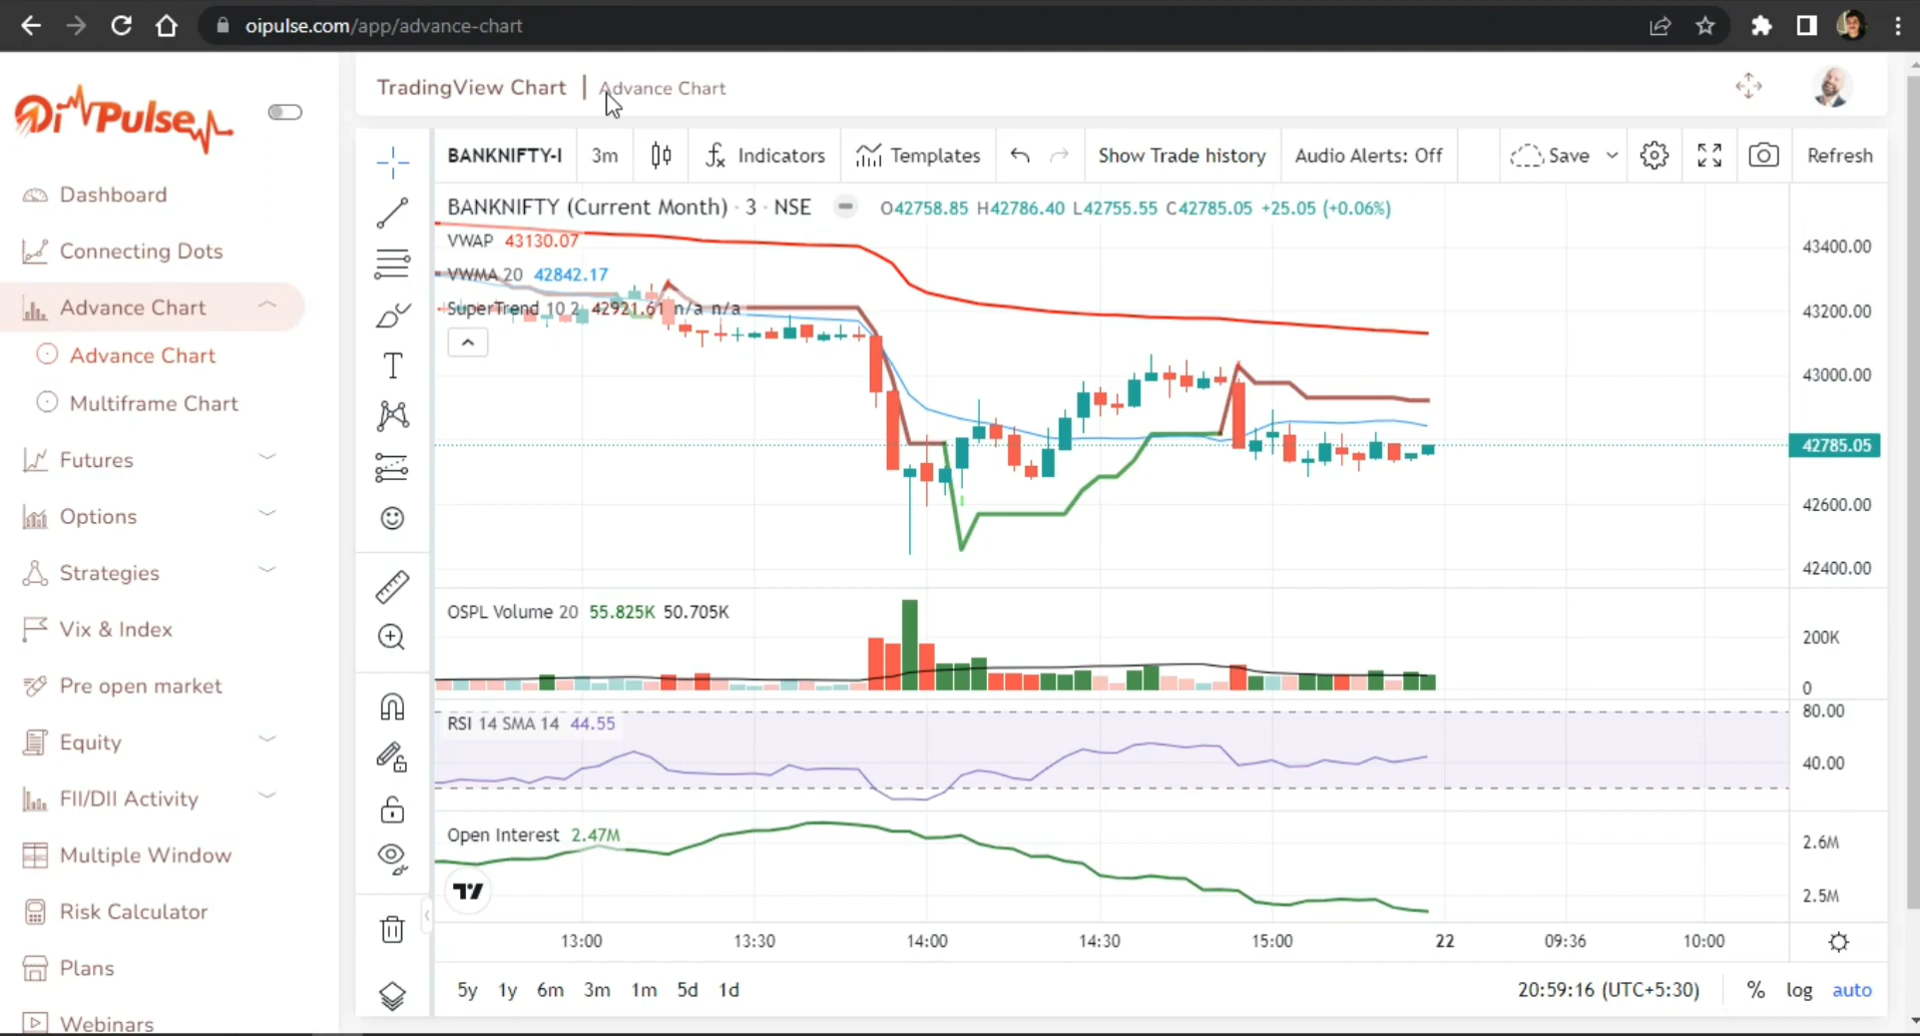 oipulse.com/app/advance-chart
OiPulse
Dashboard
Connecting Dots
Advance Chart
Advance Chart
Multiframe Chart
Futures
Options
Strategies
Vix & Index
Pre open market
Equity
FII/DII Activity
Multiple Window
Risk Calculator
Plans
Webinars
TradingView Chart | Advance Chart
BANKNIFTY-I 3m Indicators Templates Show Trade history Audio Alerts: Off Save Refresh
BANKNIFTY (Current Month) · 3 · NSE O42758.85 H42786.40 L42755.55 C42785.05 +25.05 (+0.06%)
VWAP 43130.07
VWMA 20 42842.17
SuperTrend 10 2 42921.61 n/a n/a
43400.00
43200.00
43000.00
42785.05
42600.00
42400.00
OSPL Volume 20 55.825K 50.705K
200K
0
RSI 14 SMA 14 44.55
80.00
40.00
Open Interest 2.47M
2.6M
2.5M
13:00 13:30 14:00 14:30 15:00 22 09:36 10:00
5y 1y 6m 3m 1m 5d 1d 20:59:16 (UTC+5:30) % log auto